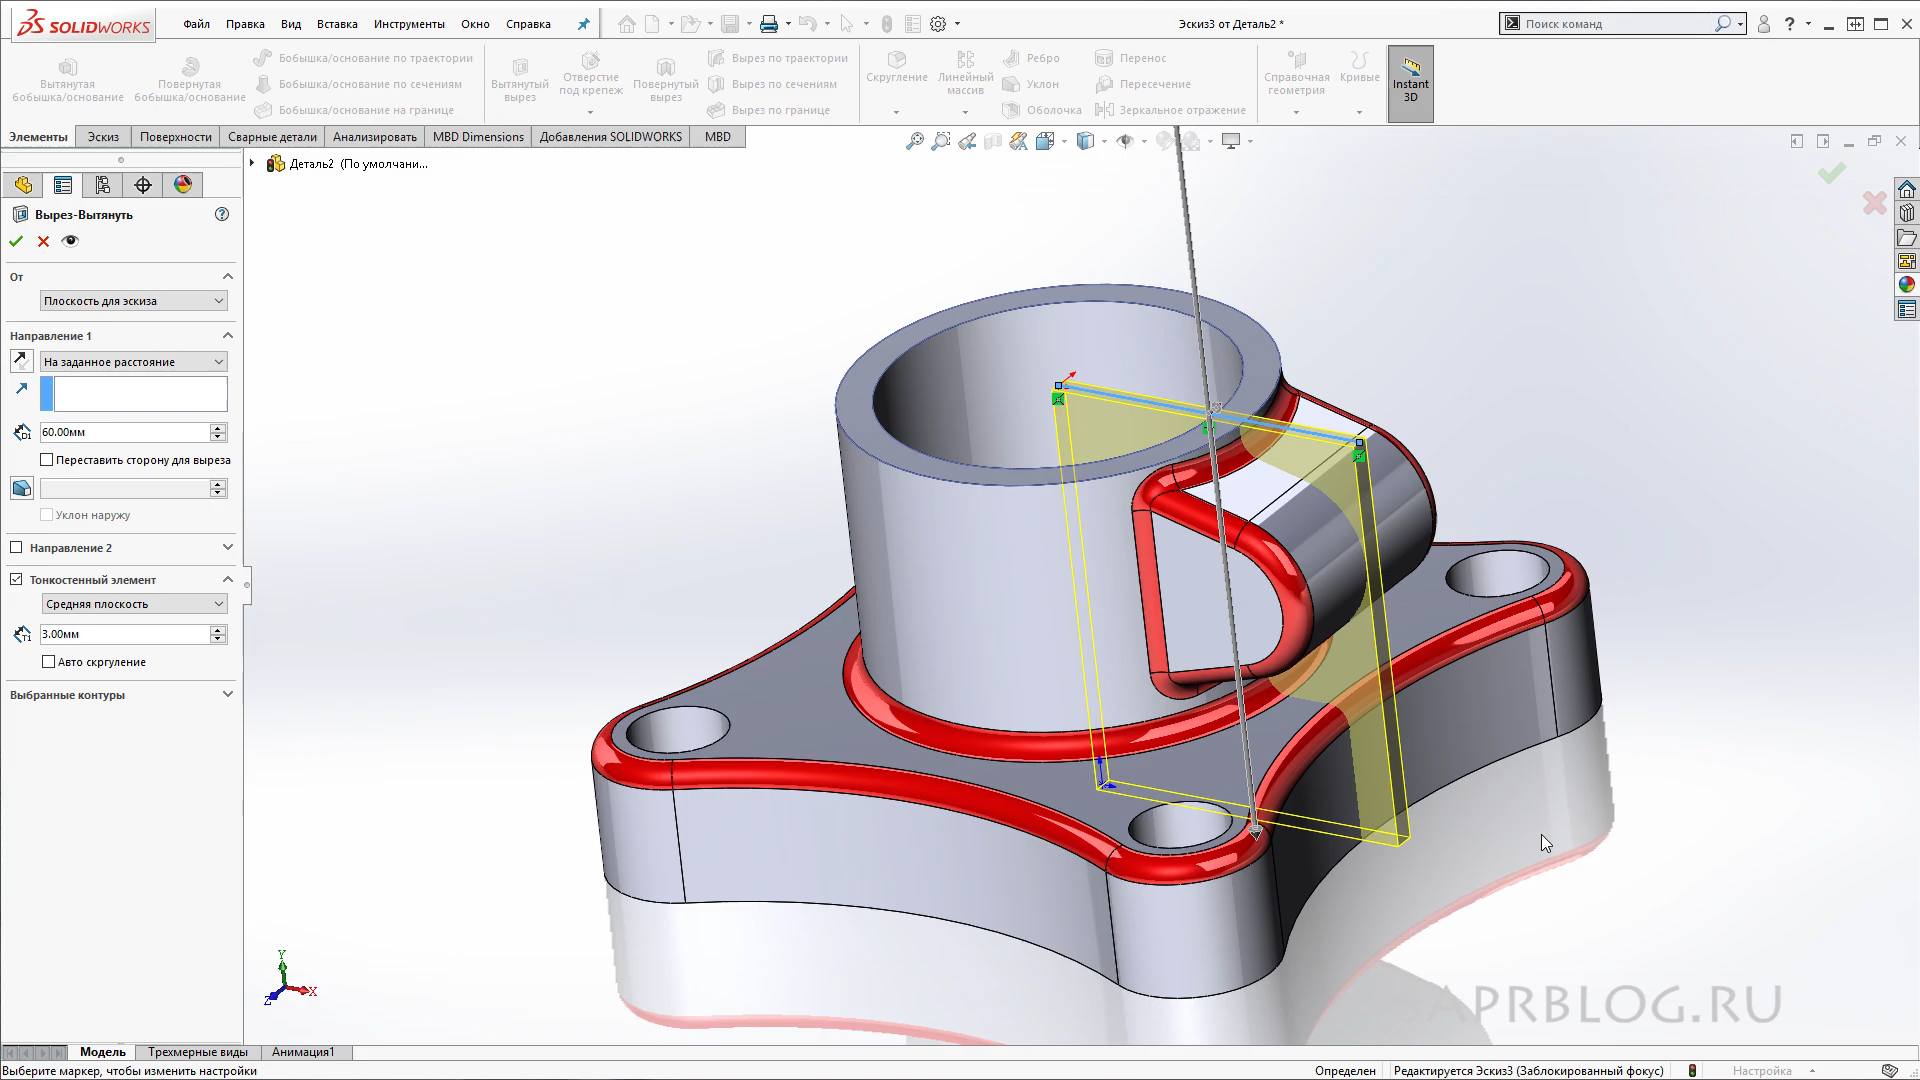 SOLIDWORKS
Файл Правка Вид Вставка Инструменты Окно Справка
Эскиз3 от Деталь2 *
Поиск команд
Вытянутая бобышка/основание
Повернутая бобышка/основание
Бобышка/основание по траектории
Бобышка/основание по сечениям
Бобышка/основание на границе
Вытянутый вырез
Отверстие под крепеж
Повернутый вырез
Вырез по траектории
Вырез по сечениям
Вырез по границе
Скругление
Линейный массив
Ребро
Уклон
Оболочка
Перенос
Пересечение
Зеркальное отражение
Справочная геометрия
Кривые
Instant 3D
Элементы Эскиз Поверхности Сварные детали Анализировать MBD Dimensions Добавления SOLIDWORKS MBD
Деталь2 (По умолчани...
Вырез-Вытянуть
От
Плоскость для эскиза
Направление 1
На заданное расстояние
D1
60.00мм
Переставить сторону для выреза
Уклон наружу
Направление 2
Тонкостенный элемент
Средняя плоскость
T1
3.00мм
Авто скргуление
Выбранные контуры
Y
X
Z
APRBLOG.RU
Модель Трехмерные виды Анимация1
Выберите маркер, чтобы изменить настройки
Определен Редактируется Эскиз3 (Заблокированный фокус) Настройка